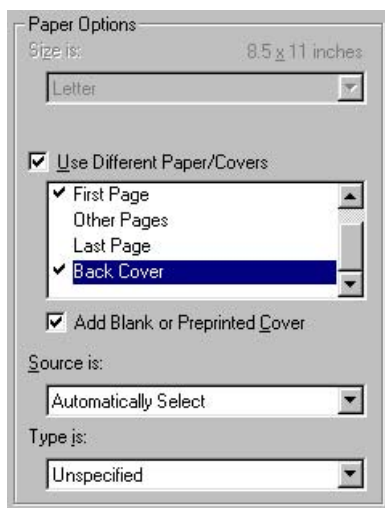 Paper Options
Size is: 8.5 x 11 inches
Letter
Use Different Paper/Covers
First Page
Other Pages
Last Page
Back Cover
Add Blank or Preprinted Cover
Source is:
Automatically Select
Type is:
Unspecified